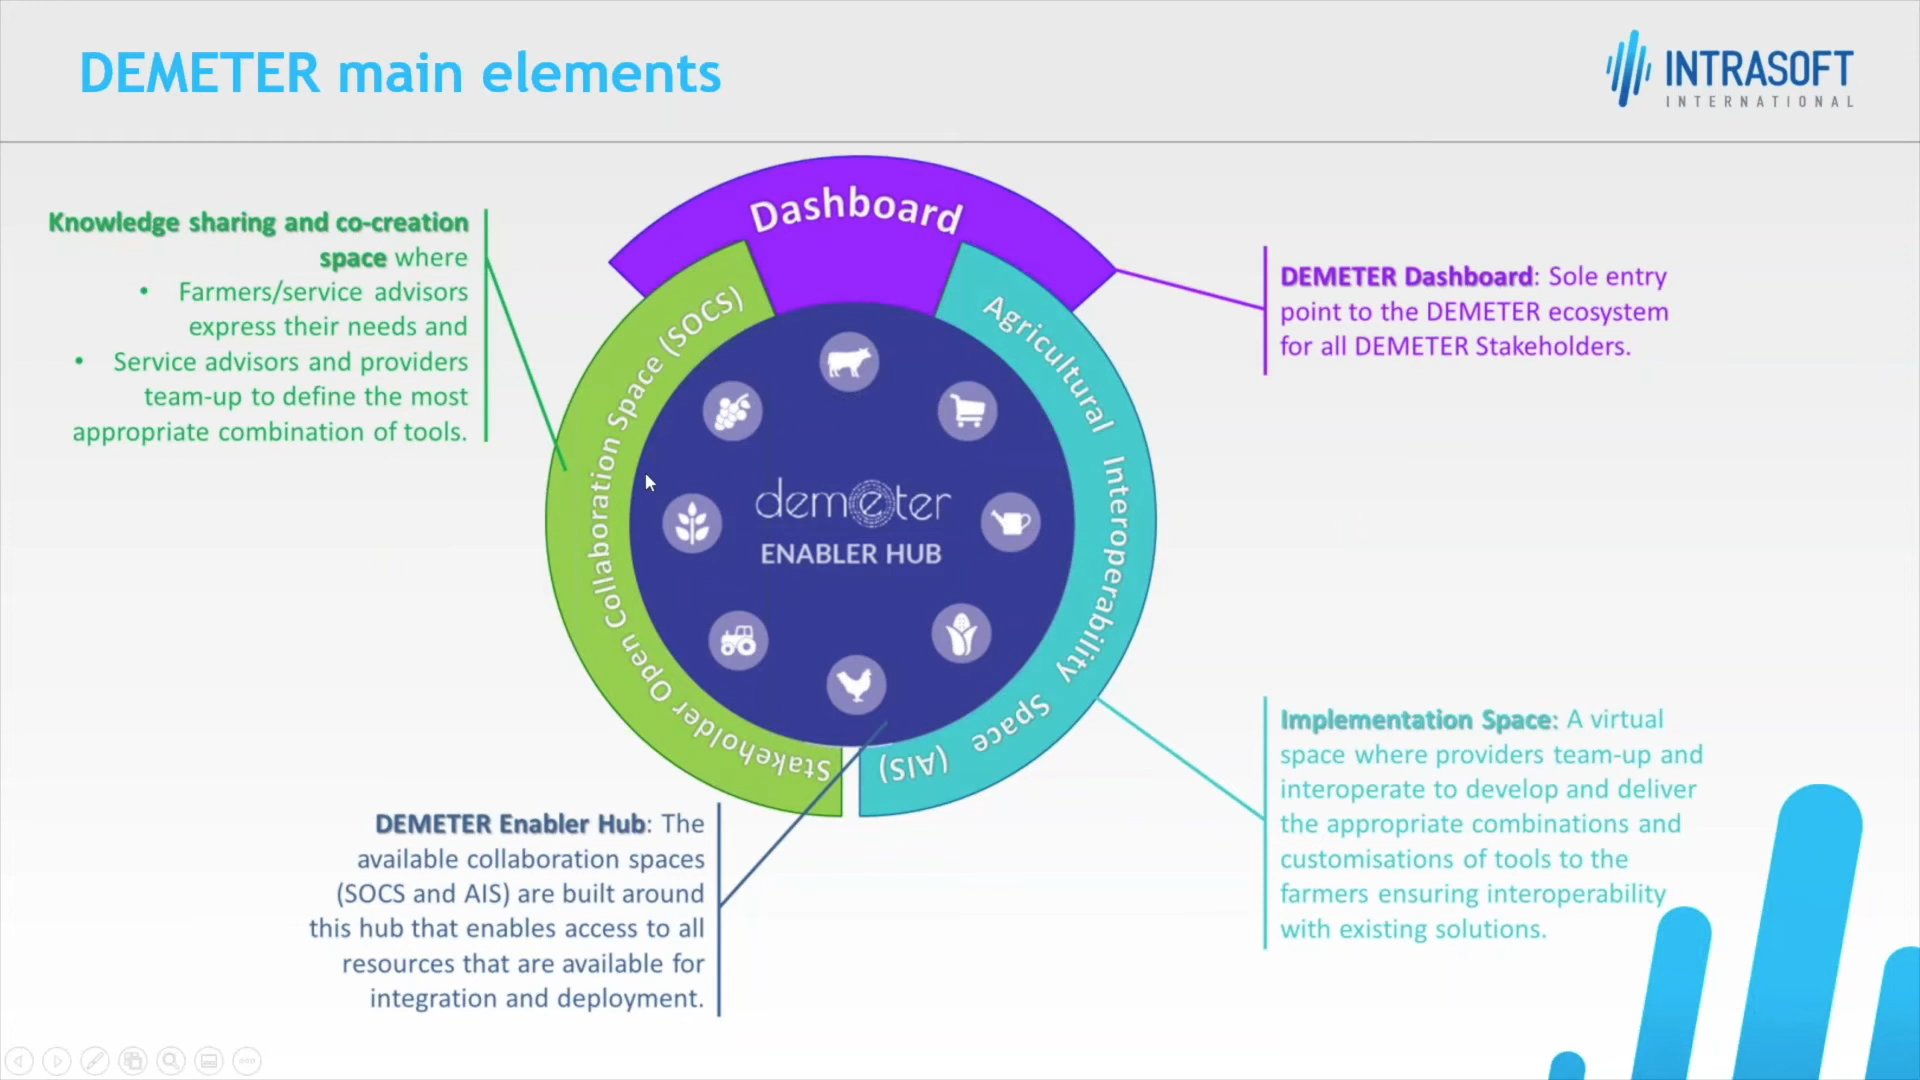 DEMETER main elements
INTRASOFT
INTERNATIONAL
Knowledge sharing and co-creation
space where
• Farmers/service advisors
express their needs and
• Service advisors and providers
team-up to define the most
appropriate combination of tools.
Dashboard
Stakeholder Open Collaboration Space (SOCS)
Agricultural Interoperability Space (AIS)
demeter
ENABLER HUB
DEMETER Dashboard: Sole entry
point to the DEMETER ecosystem
for all DEMETER Stakeholders.
Implementation Space: A virtual
space where providers team-up and
interoperate to develop and deliver
the appropriate combinations and
customisations of tools to the
farmers ensuring interoperability
with existing solutions.
DEMETER Enabler Hub: The
available collaboration spaces
(SOCS and AIS) are built around
this hub that enables access to all
resources that are available for
integration and deployment.